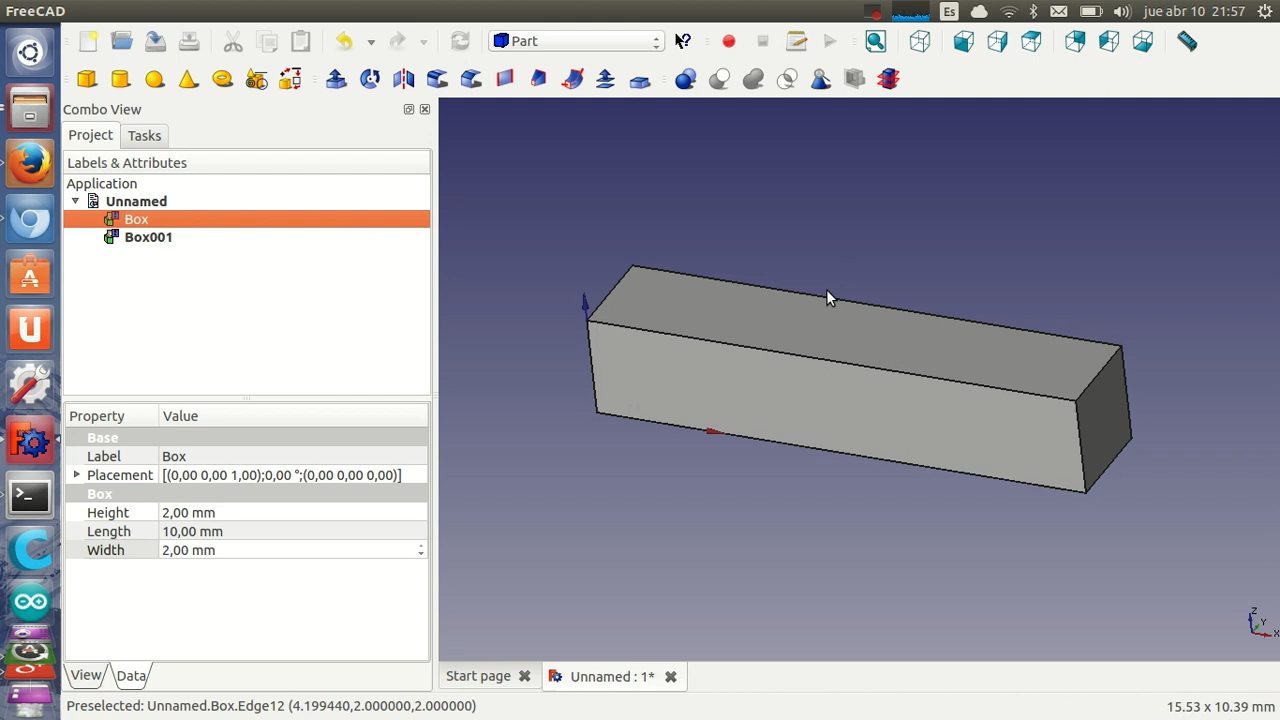 FreeCAD
Es
jue abr 10 21:57
Part
Combo View
Project
Tasks
Labels & Attributes
Application
Unnamed
Box
Box001
Property
Value
Base
Label
Box
Placement
[(0,00 0,00 1,00);0,00 °;(0,00 0,00 0,00)]
Box
Height
2,00 mm
Length
10,00 mm
Width
2,00 mm
Z
Y
X
View
Data
Start page
Unnamed : 1*
Preselected: Unnamed.Box.Edge12 (4.199440,2.000000,2.000000)
15.53 x 10.39 mm